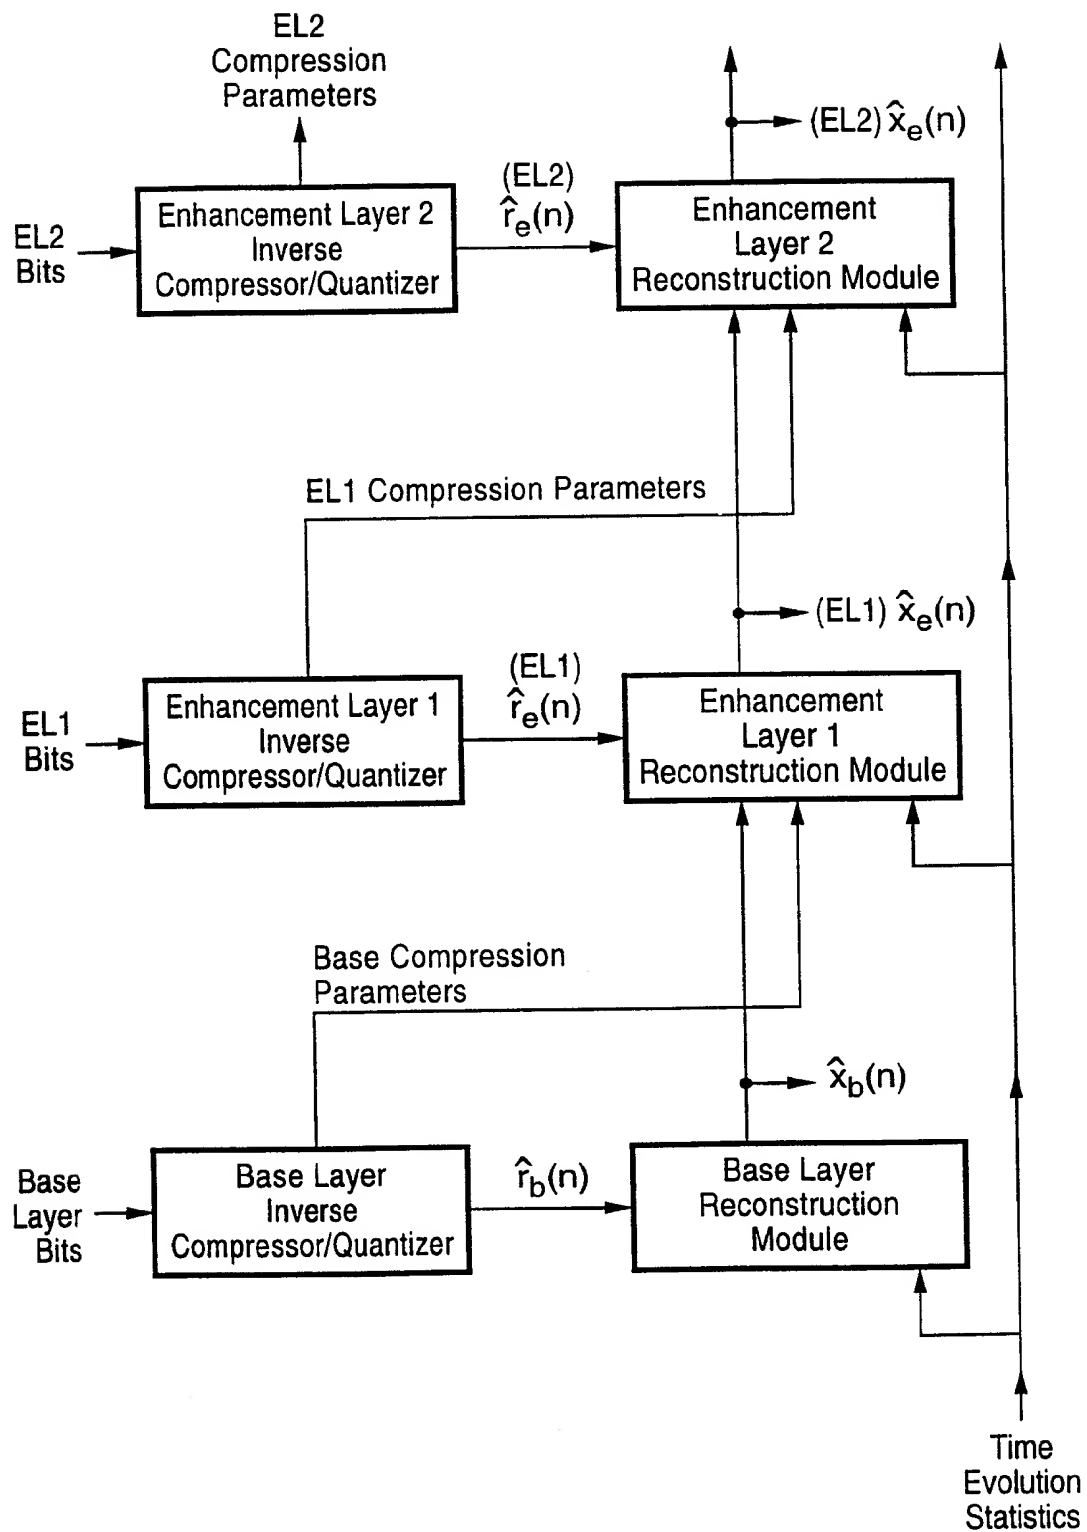 EL2
Compression
Parameters
(EL2) x̂e(n)
EL2
Bits
Enhancement Layer 2
Inverse
Compressor/Quantizer
(EL2)
r̂e(n)
Enhancement
Layer 2
Reconstruction Module
EL1 Compression Parameters
(EL1) x̂e(n)
EL1
Bits
Enhancement Layer 1
Inverse
Compressor/Quantizer
(EL1)
r̂e(n)
Enhancement
Layer 1
Reconstruction Module
Base Compression
Parameters
x̂b(n)
Base
Layer
Bits
Base Layer
Inverse
Compressor/Quantizer
r̂b(n)
Base Layer
Reconstruction
Module
Time
Evolution
Statistics